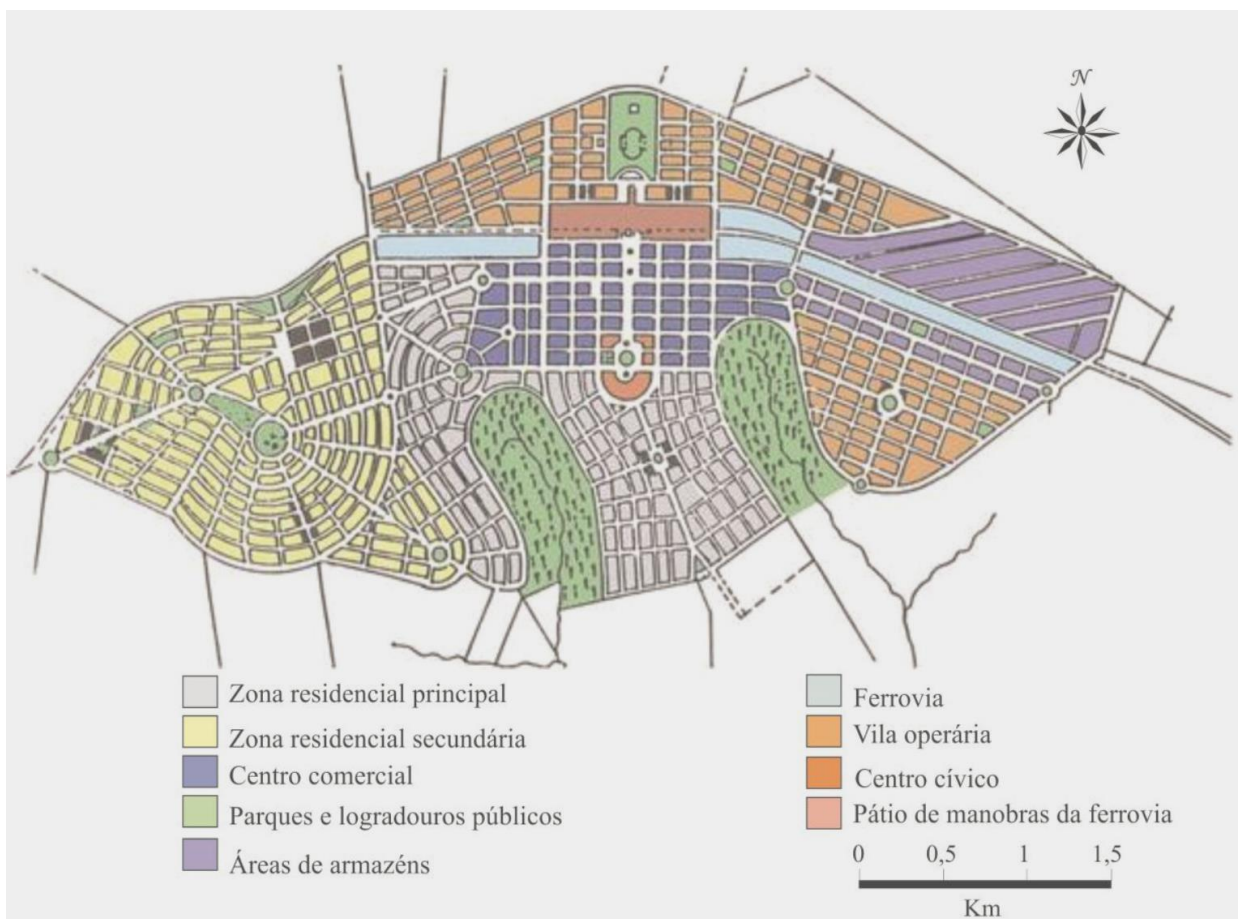 N
Zona residencial principal
Zona residencial secundária
Centro comercial
Parques e logradouros públicos
Áreas de armazéns
Ferrovia
Vila operária
Centro cívico
Pátio de manobras da ferrovia
0 0,5 1 1,5
Km